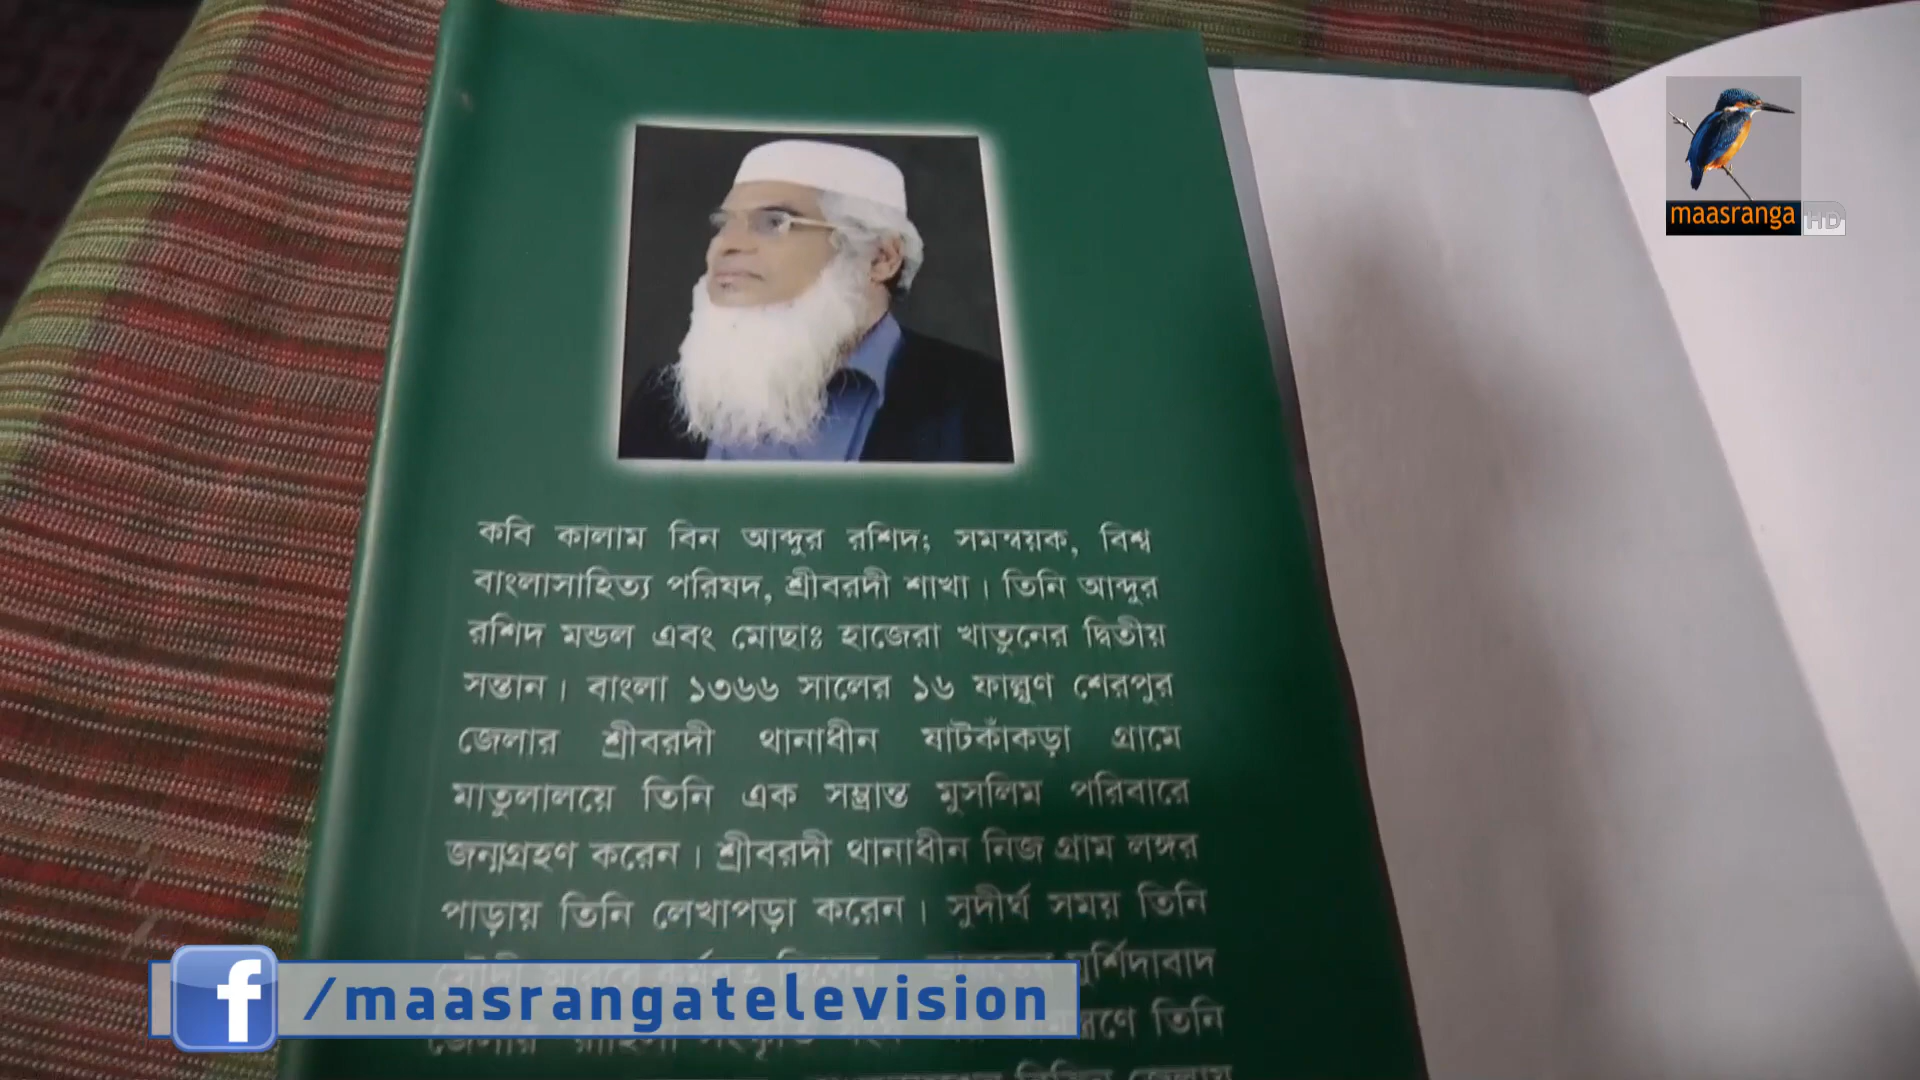 maasranga HD
কবি কালাম বিন আব্দুর রশিদ; সমন্বয়ক, বিশ্ব
বাংলাসাহিত্য পরিষদ, শ্রীবরদী শাখা। তিনি আব্দুর
রশিদ মন্ডল এবং মোছাঃ হাজেরা খাতুনের দ্বিতীয়
সন্তান। বাংলা ১৩৬৬ সালের ১৬ ফাল্গুণ শেরপুর
জেলার শ্রীবরদী থানাধীন ষাটকাঁকড়া গ্রামে
মাতুলালয়ে তিনি এক সম্ভ্রান্ত মুসলিম পরিবারে
জন্মগ্রহণ করেন। শ্রীবরদী থানাধীন নিজ গ্রাম লঙ্গর
পাড়ায় তিনি লেখাপড়া করেন। সুদীর্ঘ সময় তিনি
মুর্শিদাবাদ
তিনি
f /maasrangatelevision